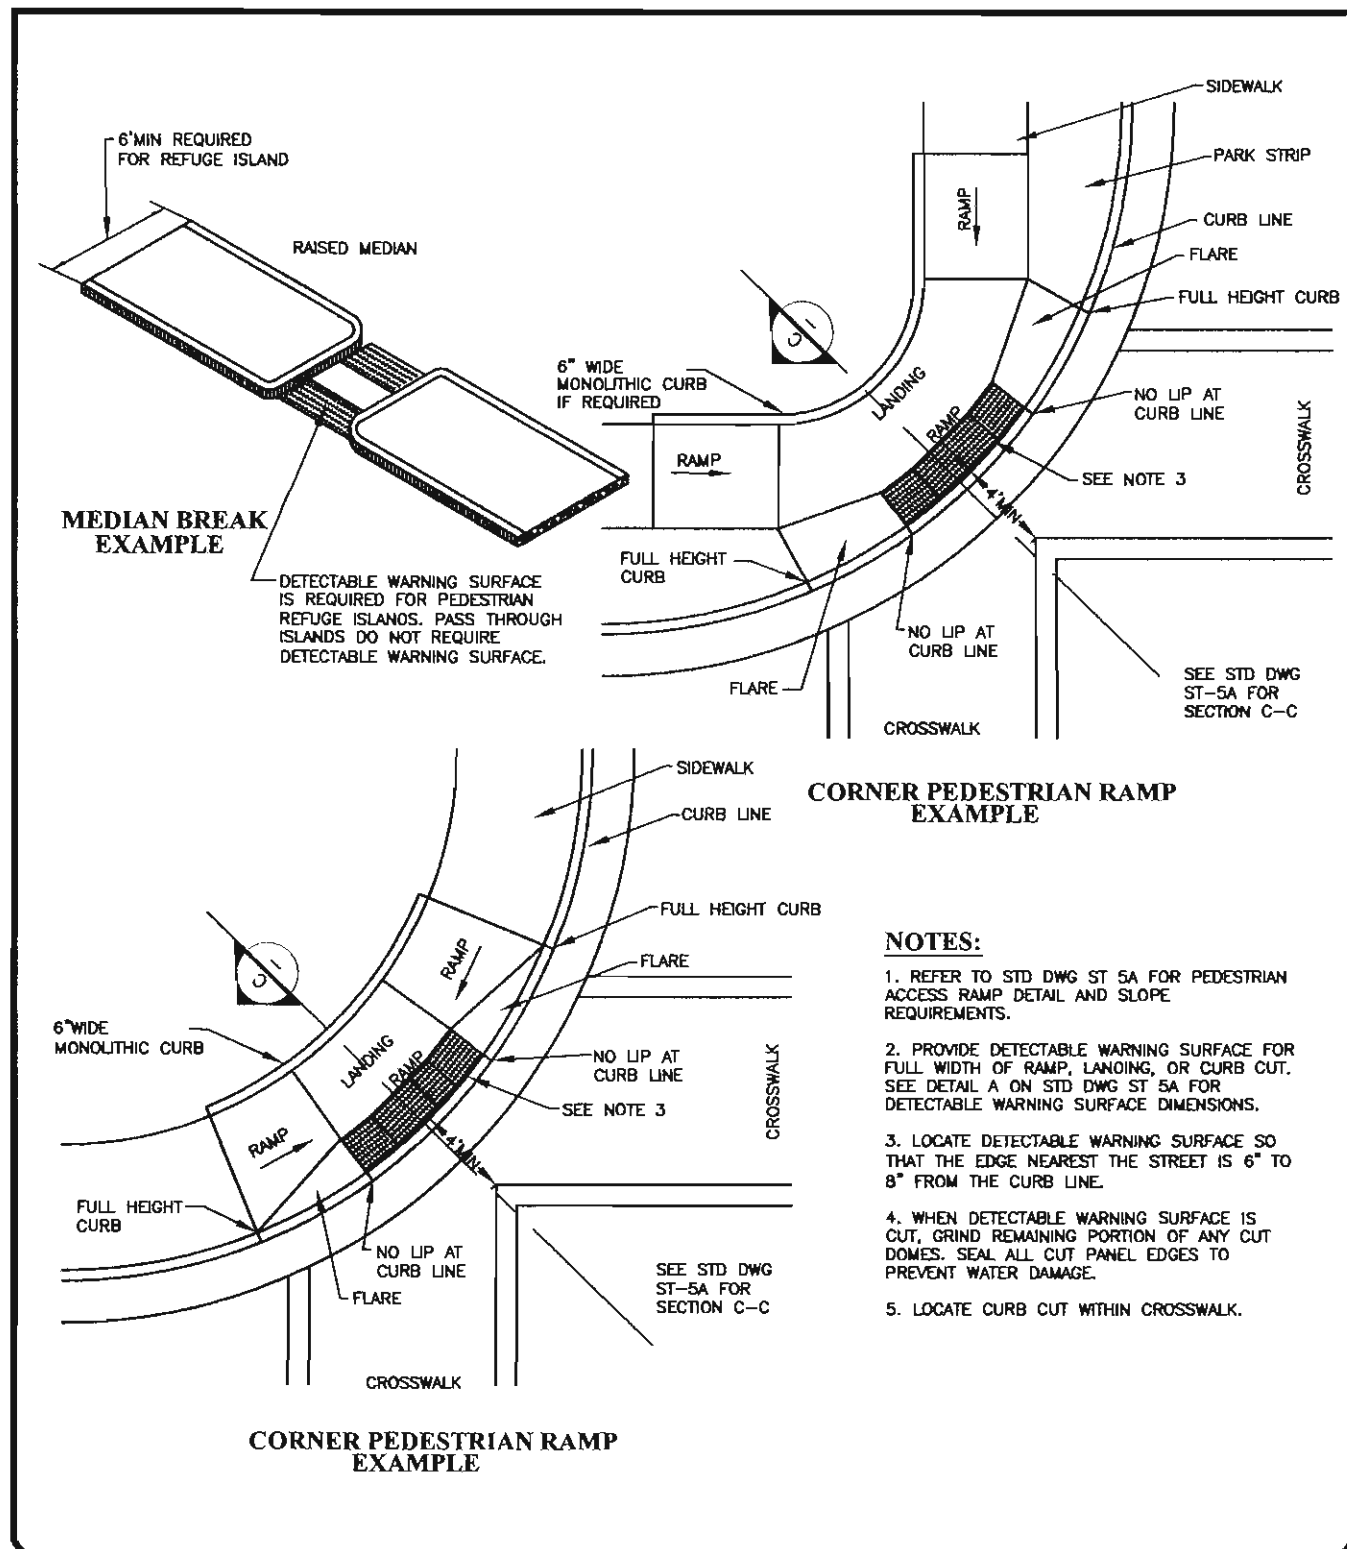 6'MIN REQUIRED
FOR REFUGE ISLAND
RAISED MEDIAN
MEDIAN BREAK
EXAMPLE
DETECTABLE WARNING SURFACE
IS REQUIRED FOR PEDESTRIAN
REFUGE ISLANDS. PASS THROUGH
ISLANDS DO NOT REQUIRE
DETECTABLE WARNING SURFACE.
SIDEWALK
PARK STRIP
CURB LINE
FLARE
FULL HEIGHT CURB
RAMP
C
6" WIDE
MONOLITHIC CURB
IF REQUIRED
LANDING
RAMP
RAMP
NO LIP AT
CURB LINE
CROSSWALK
SEE NOTE 3
4'MIN
FULL HEIGHT
CURB
NO LIP AT
CURB LINE
FLARE
SEE STD DWG
ST-5A FOR
SECTION C-C
CROSSWALK
CORNER PEDESTRIAN RAMP
EXAMPLE
SIDEWALK
CURB LINE
FULL HEIGHT CURB
RAMP
FLARE
C
6"WIDE
MONOLITHIC CURB
LANDING
RAMP
NO LIP AT
CURB LINE
CROSSWALK
SEE NOTE 3
RAMP
4'MIN
FULL HEIGHT
CURB
NO LIP AT
CURB LINE
FLARE
SEE STD DWG
ST-5A FOR
SECTION C-C
CROSSWALK
CORNER PEDESTRIAN RAMP
EXAMPLE
NOTES:
1. REFER TO STD DWG ST 5A FOR PEDESTRIAN
ACCESS RAMP DETAIL AND SLOPE
REQUIREMENTS.
2. PROVIDE DETECTABLE WARNING SURFACE FOR
FULL WIDTH OF RAMP, LANDING, OR CURB CUT.
SEE DETAIL A ON STD DWG ST 5A FOR
DETECTABLE WARNING SURFACE DIMENSIONS.
3. LOCATE DETECTABLE WARNING SURFACE SO
THAT THE EDGE NEAREST THE STREET IS 6" TO
8" FROM THE CURB LINE.
4. WHEN DETECTABLE WARNING SURFACE IS
CUT, GRIND REMAINING PORTION OF ANY CUT
DOMES. SEAL ALL CUT PANEL EDGES TO
PREVENT WATER DAMAGE.
5. LOCATE CURB CUT WITHIN CROSSWALK.